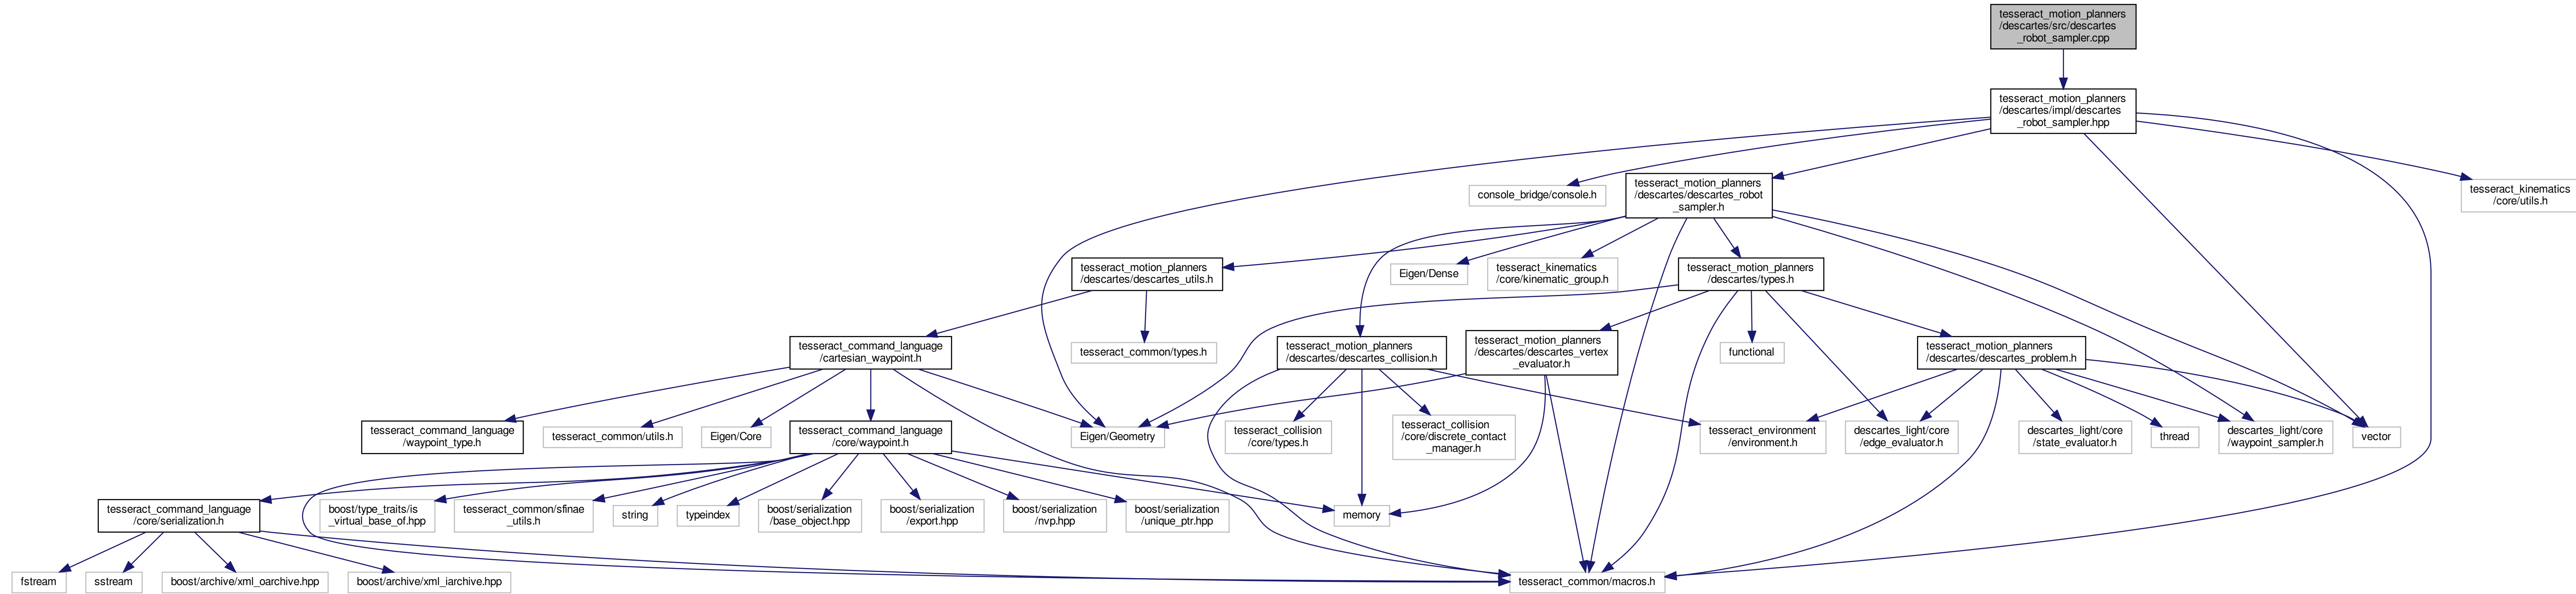 tesseract_motion_planners
/descartes/src/descartes
_robot_sampler.cpp
tesseract_motion_planners
/descartes/impl/descartes
_robot_sampler.hpp
console_bridge/console.h
tesseract_motion_planners
/descartes/descartes_robot
_sampler.h
tesseract_kinematics
/core/utils.h
tesseract_motion_planners
/descartes/descartes_utils.h
Eigen/Dense
tesseract_kinematics
/core/kinematic_group.h
tesseract_motion_planners
/descartes/types.h
tesseract_command_language
/cartesian_waypoint.h
tesseract_common/types.h
tesseract_motion_planners
/descartes/descartes_collision.h
tesseract_motion_planners
/descartes/descartes_vertex
_evaluator.h
functional
tesseract_motion_planners
/descartes/descartes_problem.h
tesseract_command_language
/waypoint_type.h
tesseract_common/utils.h
Eigen/Core
tesseract_command_language
/core/waypoint.h
Eigen/Geometry
tesseract_collision
/core/types.h
tesseract_collision
/core/discrete_contact
_manager.h
tesseract_environment
/environment.h
descartes_light/core
/edge_evaluator.h
descartes_light/core
/state_evaluator.h
thread
descartes_light/core
/waypoint_sampler.h
vector
tesseract_command_language
/core/serialization.h
boost/type_traits/is
_virtual_base_of.hpp
tesseract_common/sfinae
_utils.h
string
typeindex
boost/serialization
/base_object.hpp
boost/serialization
/export.hpp
boost/serialization
/nvp.hpp
boost/serialization
/unique_ptr.hpp
memory
fstream
sstream
boost/archive/xml_oarchive.hpp
boost/archive/xml_iarchive.hpp
tesseract_common/macros.h